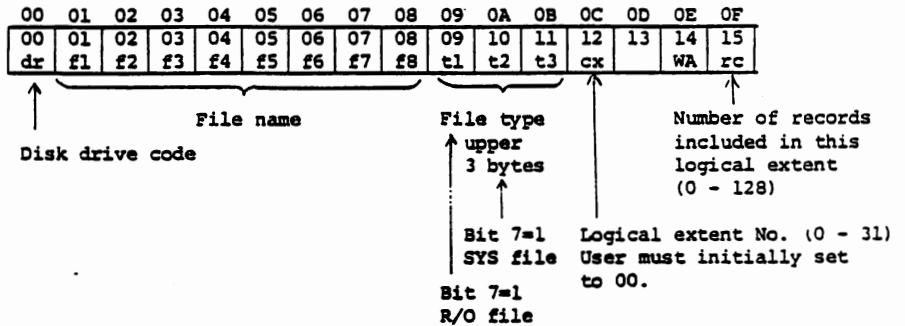 00 01 02 03 04 05 06 07 08 09 0A 0B 0C 0D 0E 0F
00 01 02 03 04 05 06 07 08 09 10 11 12 13 14 15
dr f1 f2 f3 f4 f5 f6 f7 f8 t1 t2 t3 cx WA rc
File name
Disk drive code
File type
upper
3 bytes
Number of records
included in this
logical extent
(0 - 128)
Bit 7=1
SYS file
Logical extent No. (0 - 31)
User must initially set
to 00.
Bit 7=1
R/O file